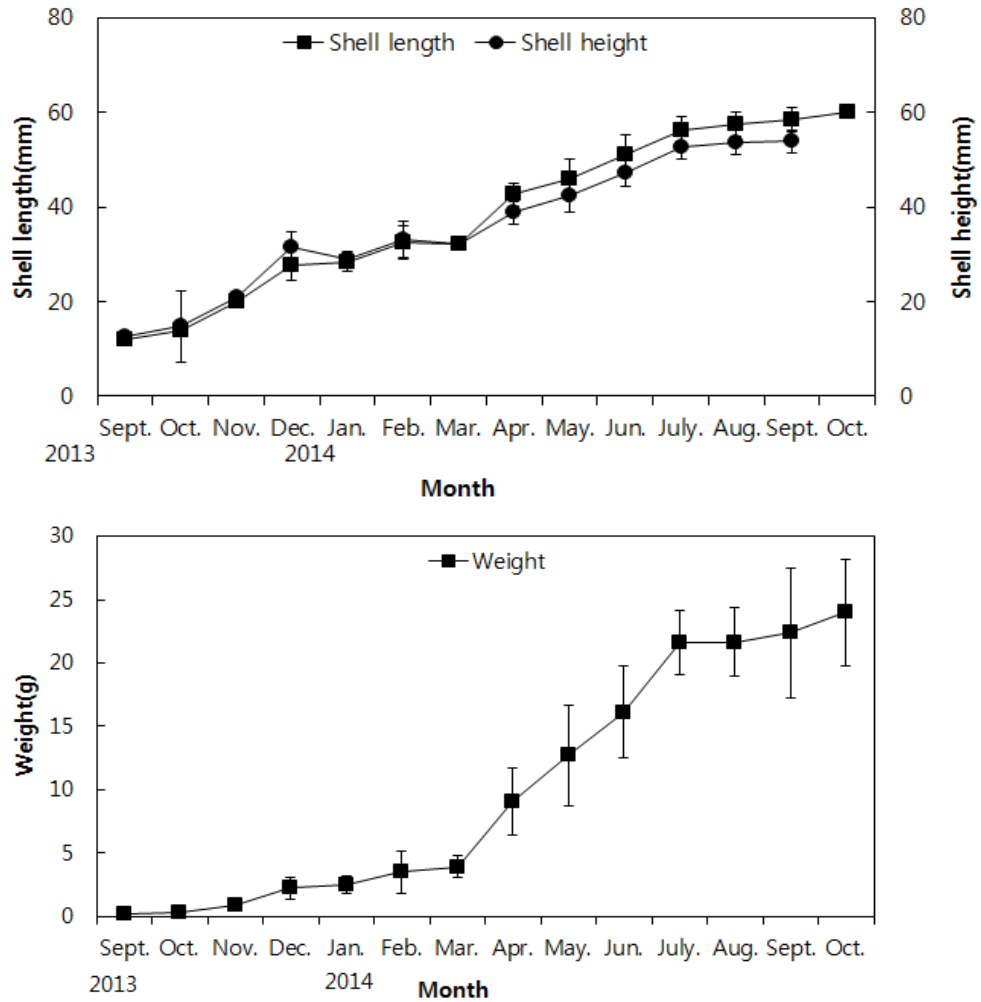 80 80
Shell length Shell height
60 60
40 40
20 20
0 0
Shell length(mm)
Shell height(mm)
Sept. Oct. Nov. Dec. Jan. Feb. Mar. Apr. May. Jun. July. Aug. Sept. Oct.
2013 2014
Month
30
Weight
25
20
15
10
5
0
Weight(g)
Sept. Oct. Nov. Dec. Jan. Feb. Mar. Apr. May. Jun. July. Aug. Sept. Oct.
2013 2014
Month